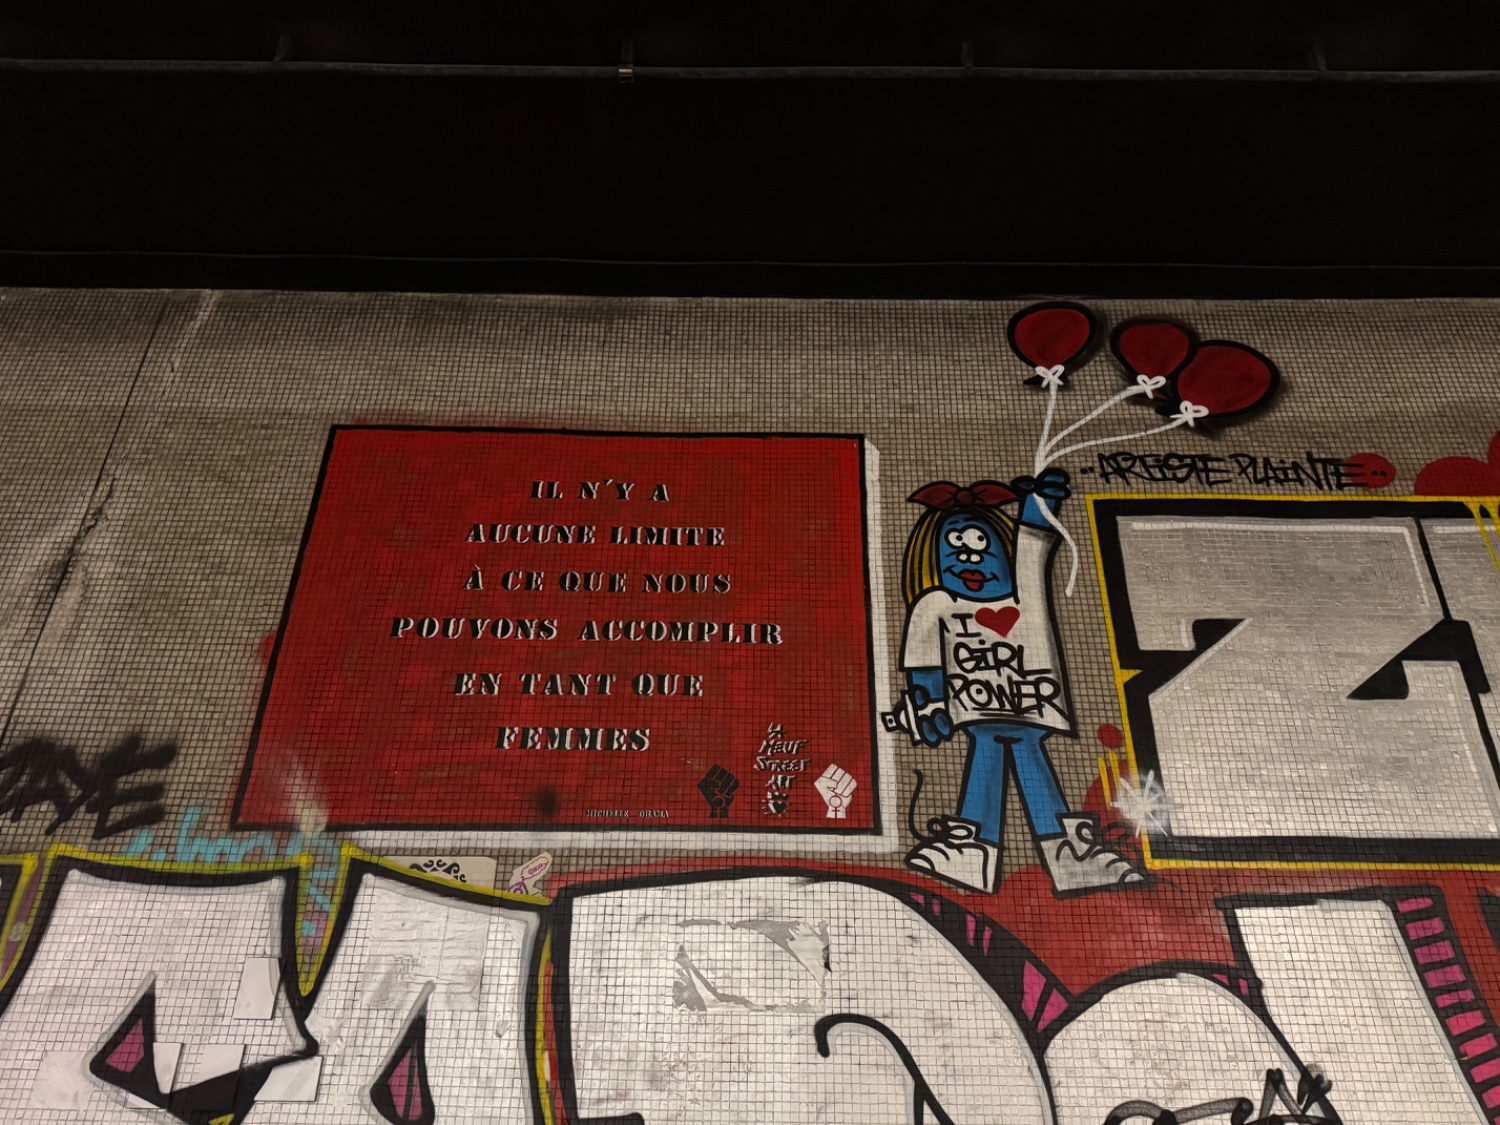 IL N'Y A
AUCUNE LIMITE
À CE QUE NOUS
POUVONS ACCOMPLIR
EN TANT QUE
FEMMES
MICHELLE OBAMA
LA
MEUF
STREET
ART
ARTISTE PLAINTE
I ❤
GIRL
POWER
Z